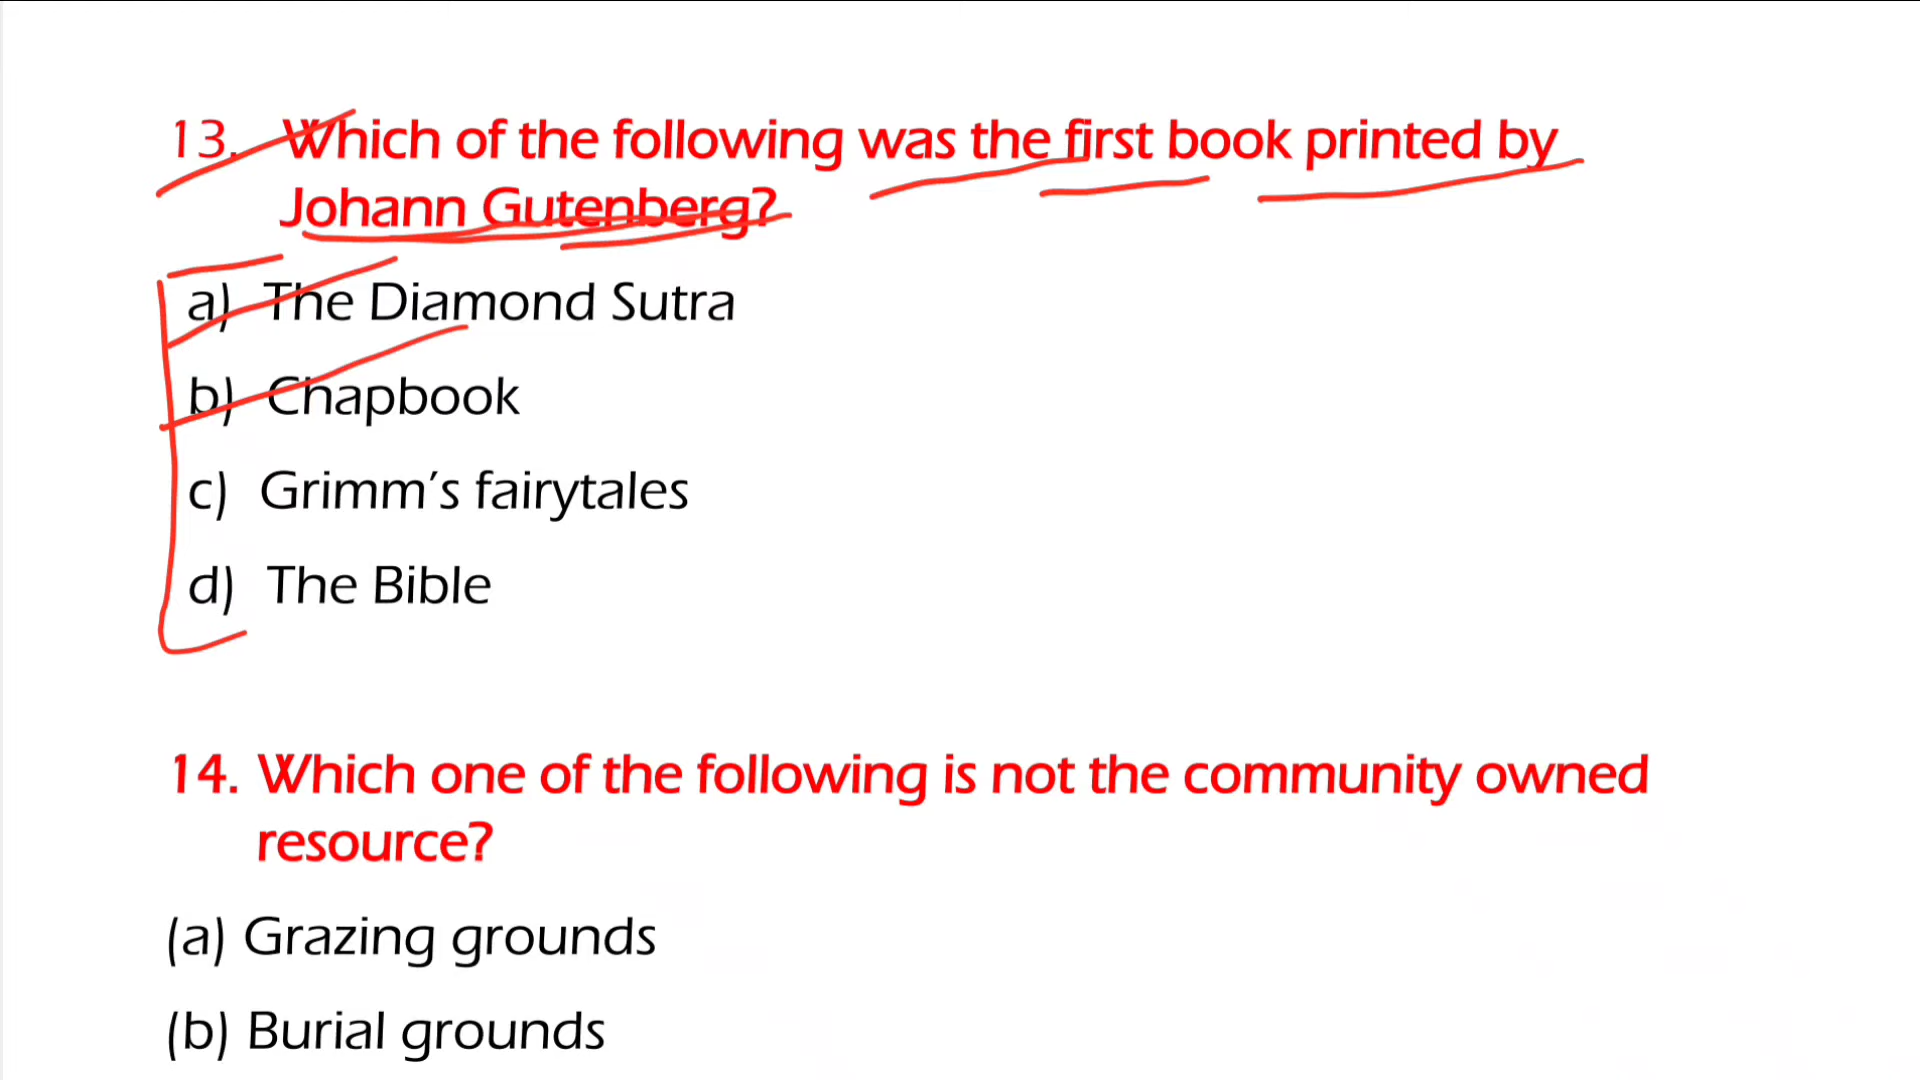 13. Which of the following was the first book printed by
Johann Gutenberg?
a) The Diamond Sutra
b) Chapbook
c) Grimm's fairytales
d) The Bible
14. Which one of the following is not the community owned
resource?
(a) Grazing grounds
(b) Burial grounds